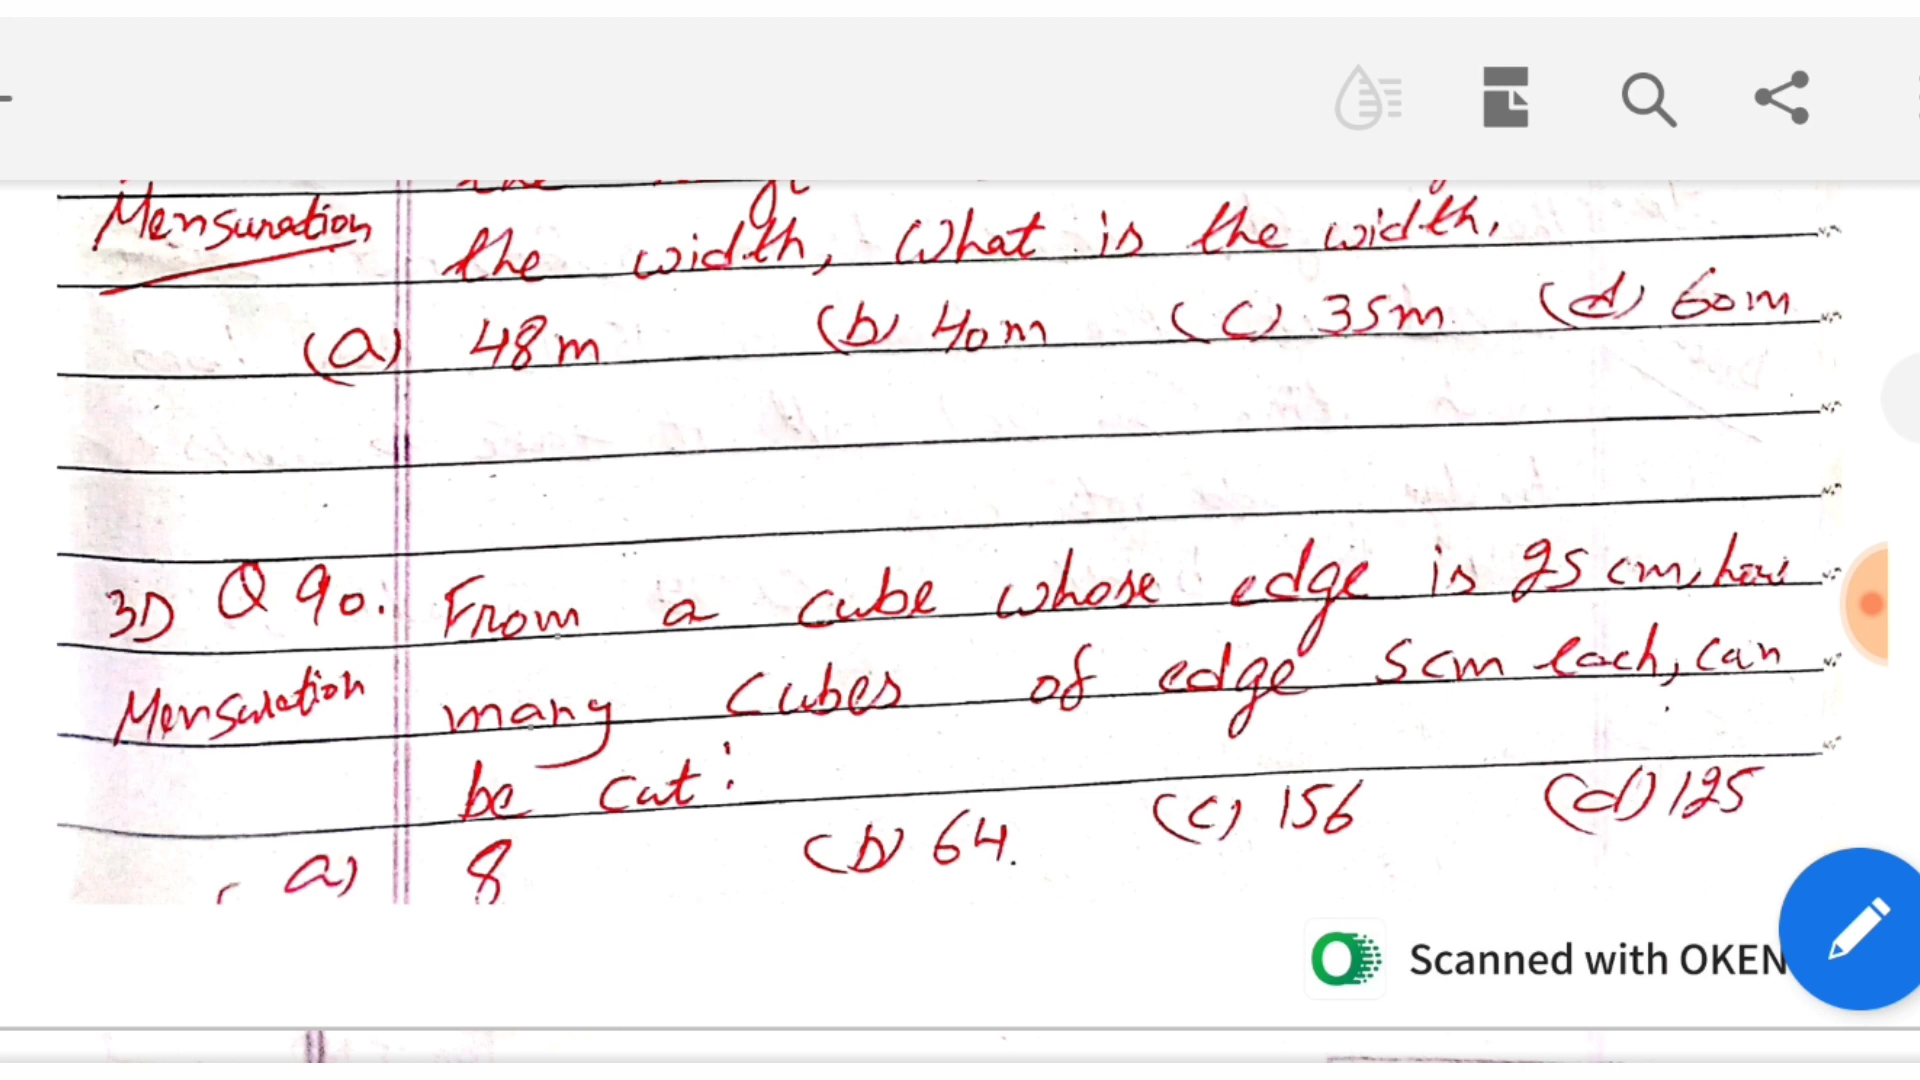 Mensuration the width, What is the width.
(a) 48m (b) 40m (c) 35m (d) 60m
3D Q 90. From a cube whose edge is 25 cm, how
Mensuration many cubes of edge 5cm each, can
be cut:
(a) 8 (b) 64. (c) 156 (d) 125
Scanned with OKEN